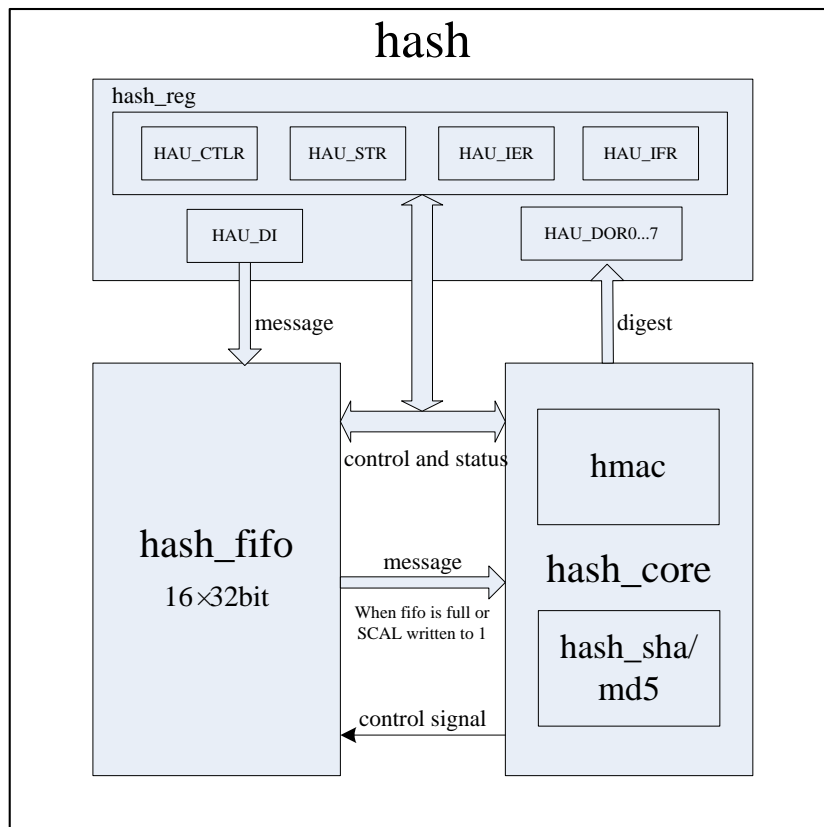 hash
hash_reg
HAU_CTLR
HAU_STR
HAU_IER
HAU_IFR
HAU_DI
HAU_DOR0...7
message
digest
control and status
hash_fifo
16×32bit
message
When fifo is full or
SCAL written to 1
control signal
hmac
hash_core
hash_sha/
md5